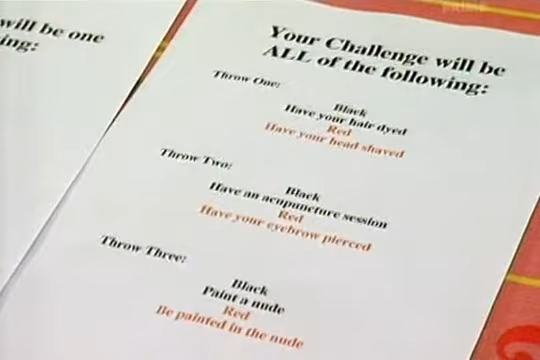 will be one
ing:
Your Challenge will be
ALL of the following:
Throw One:
Black
Have your hair dyed
Red
Have your head shaved
Throw Two:
Black
Have an acupuncture session
Red
Have your eyebrow pierced
Throw Three:
Black
Paint a nude
Red
Be painted in the nude